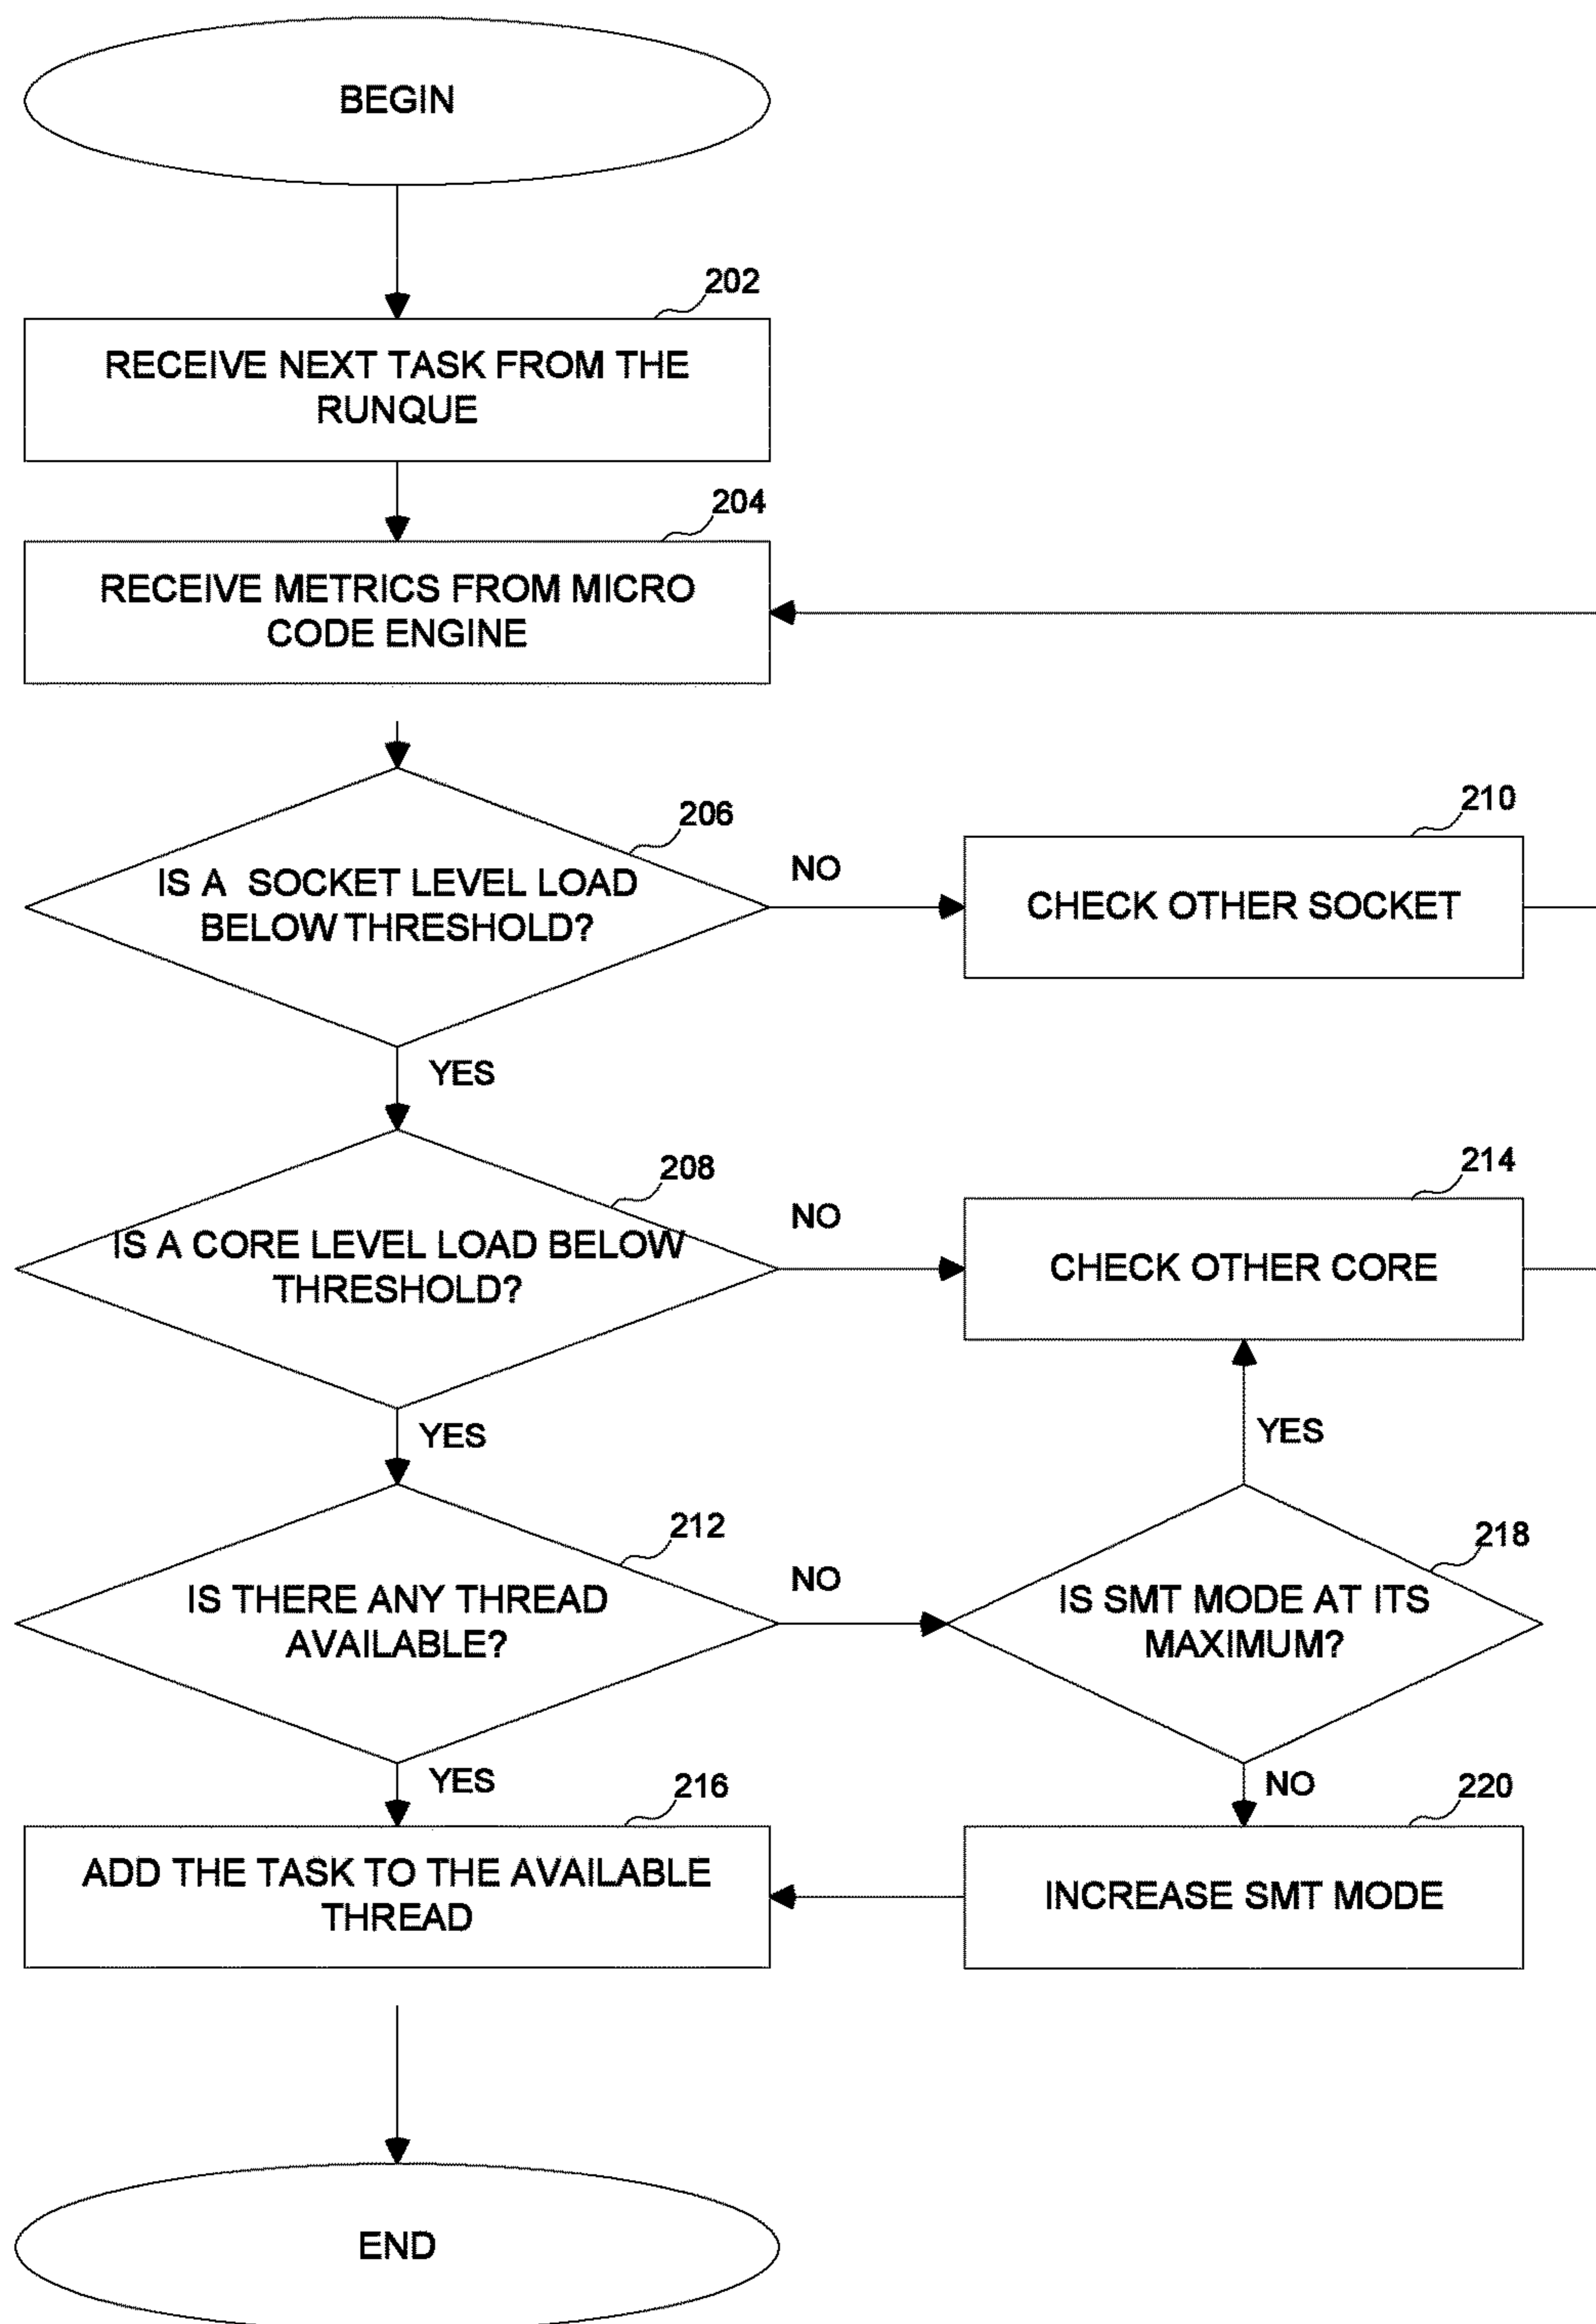 BEGIN
202
RECEIVE NEXT TASK FROM THE
RUNQUE
204
RECEIVE METRICS FROM MICRO
CODE ENGINE
206
IS A SOCKET LEVEL LOAD
BELOW THRESHOLD?
NO
210
CHECK OTHER SOCKET
YES
208
IS A CORE LEVEL LOAD BELOW
THRESHOLD?
NO
214
CHECK OTHER CORE
YES
YES
212
IS THERE ANY THREAD
AVAILABLE?
NO
218
IS SMT MODE AT ITS
MAXIMUM?
YES
216
ADD THE TASK TO THE AVAILABLE
THREAD
NO
220
INCREASE SMT MODE
END